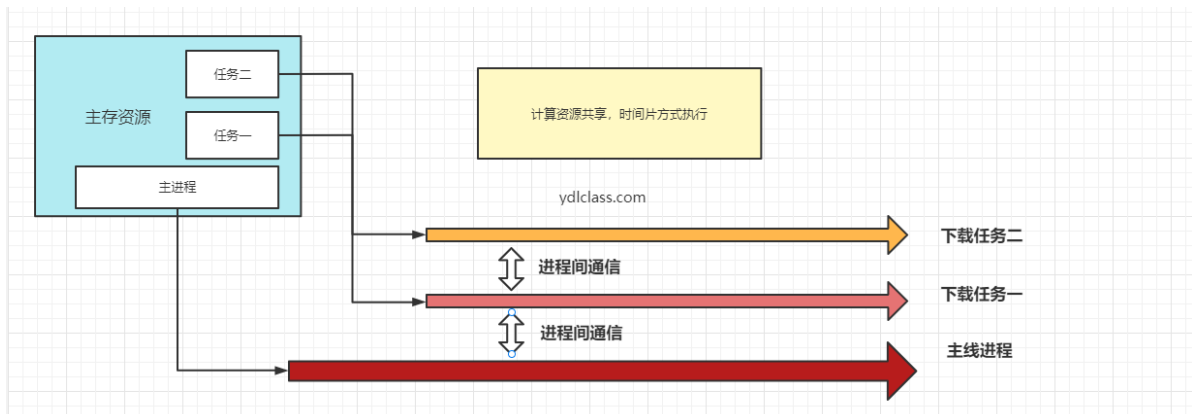 任务二
主存资源
任务一
主进程
计算资源共享，时间片方式执行
ydlclass.com
下载任务二
进程间通信
下载任务一
进程间通信
主线进程